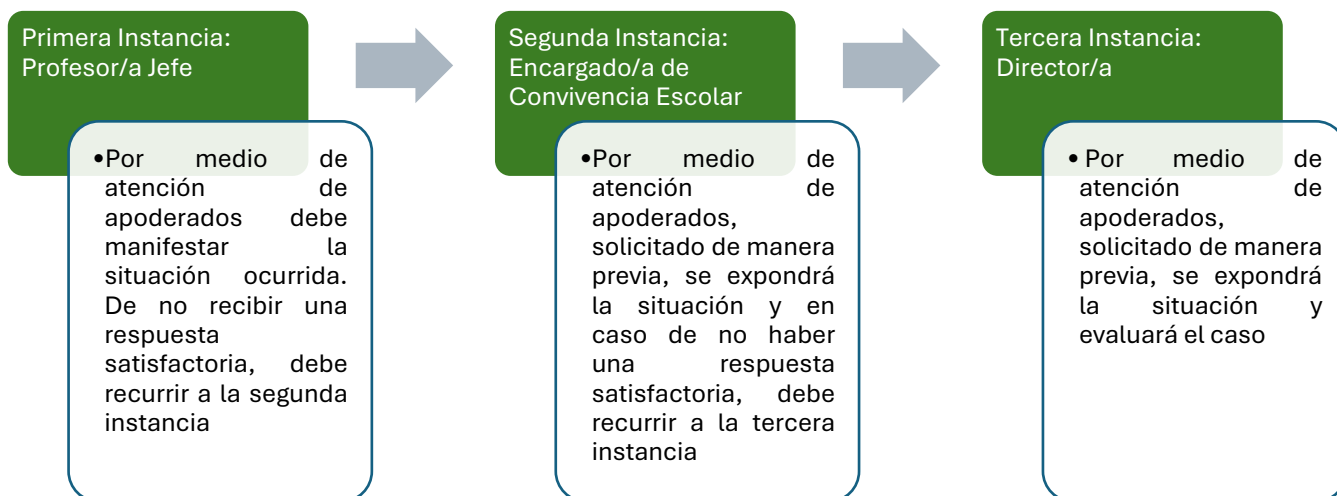 Primera Instancia:
Profesor/a Jefe
•Por medio de
atención de
apoderados debe
manifestar la
situación ocurrida.
De no recibir una
respuesta
satisfactoria, debe
recurrir a la segunda
instancia
Segunda Instancia:
Encargado/a de
Convivencia Escolar
•Por medio de
atención de
apoderados,
solicitado de manera
previa, se expondrá
la situación y en
caso de no haber
una respuesta
satisfactoria, debe
recurrir a la tercera
instancia
Tercera Instancia:
Director/a
• Por medio de
atención de
apoderados,
solicitado de manera
previa, se expondrá
la situación y
evaluará el caso